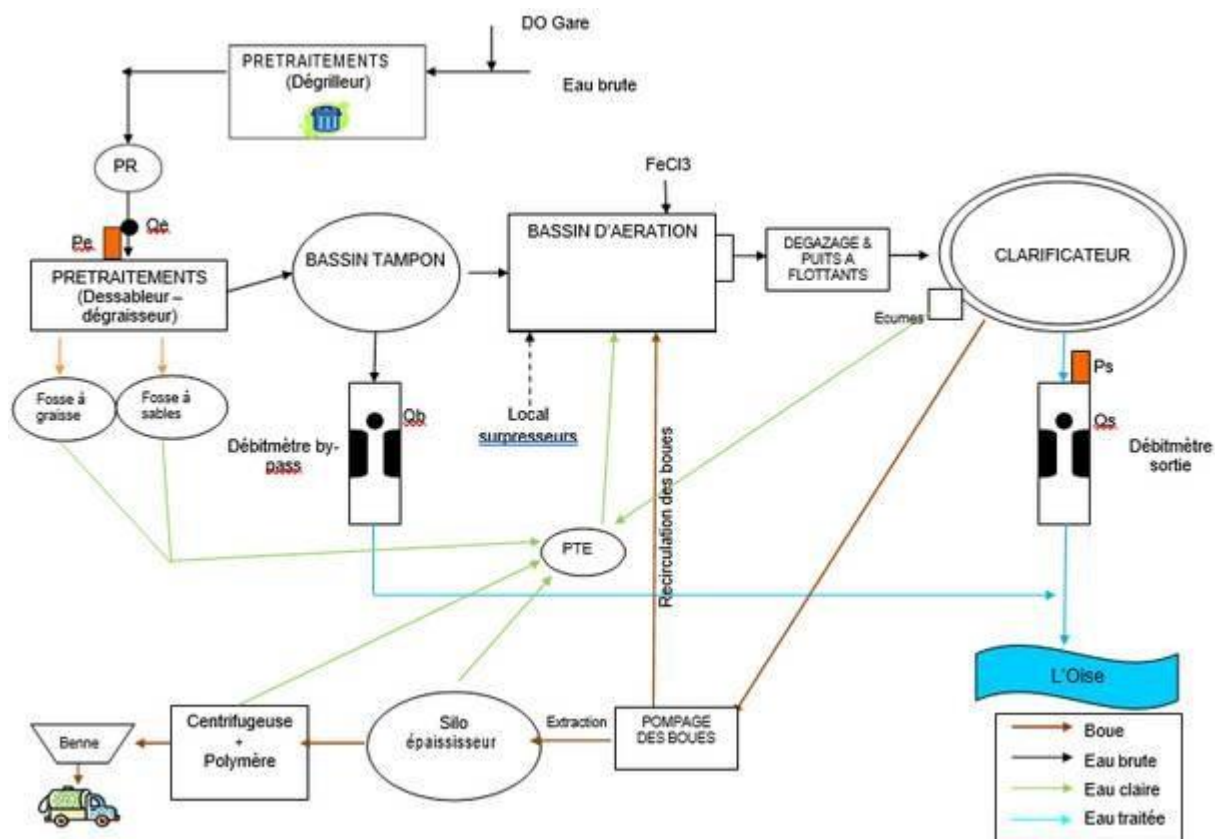 DO Gare
PRETRAITEMENTS
(Dégrilleur)
Eau brute
PR
FeCl3
Qe
Pe
PRETRAITEMENTS
(Dessableur –
dégraisseur)
BASSIN TAMPON
BASSIN D'AERATION
DEGAZAGE &
PUITS A
FLOTTANTS
CLARIFICATEUR
Ecumes
Fosse à
graisse
Fosse à
sables
Débitmètre by-
pass
Qb
Local
surpresseurs
Ps
Qs
Débitmètre
sortie
PTE
Recirculation des boues
L'Oise
Centrifugeuse
+
Polymère
Silo
épaississeur
Extraction
POMPAGE
DES BOUES
Benne
Boue
Eau brute
Eau claire
Eau traitée